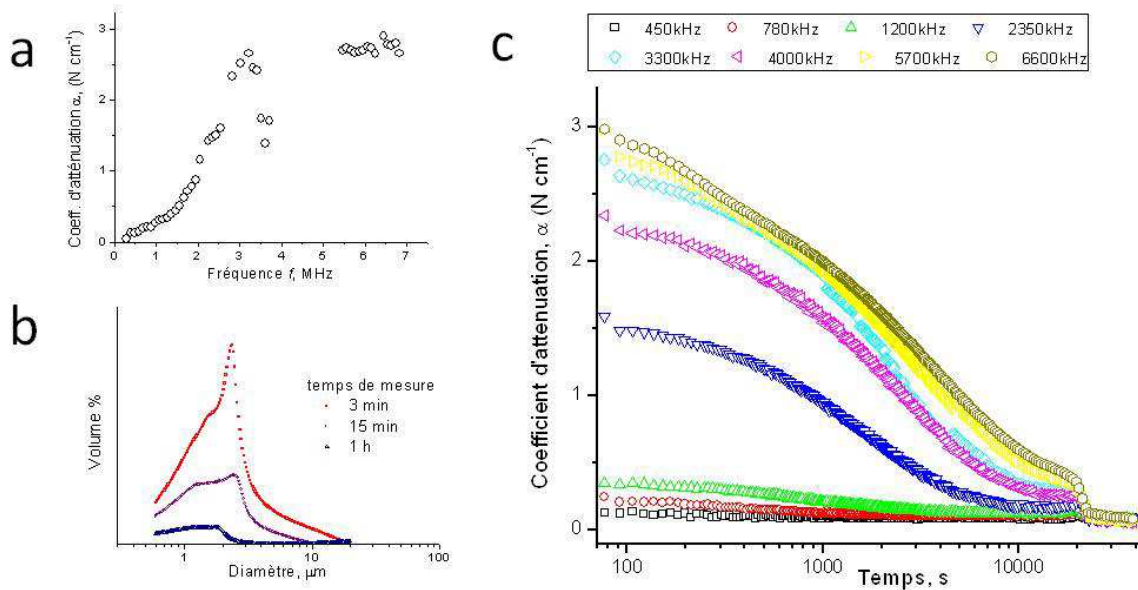 a
3
2
1
0
Coeff. d'atténuation α, (N cm⁻¹)
0 1 2 3 4 5 6 7
Fréquence f, MHz
b
Volume %
temps de mesure
3 min
15 min
1 h
1 10 100
Diamètre, µm
c
450kHz 780kHz 1200kHz 2350kHz
3300kHz 4000kHz 5700kHz 6600kHz
3
2
1
0
Coefficient d'attenuation, α (N cm⁻¹)
100 1000 10000
Temps, s